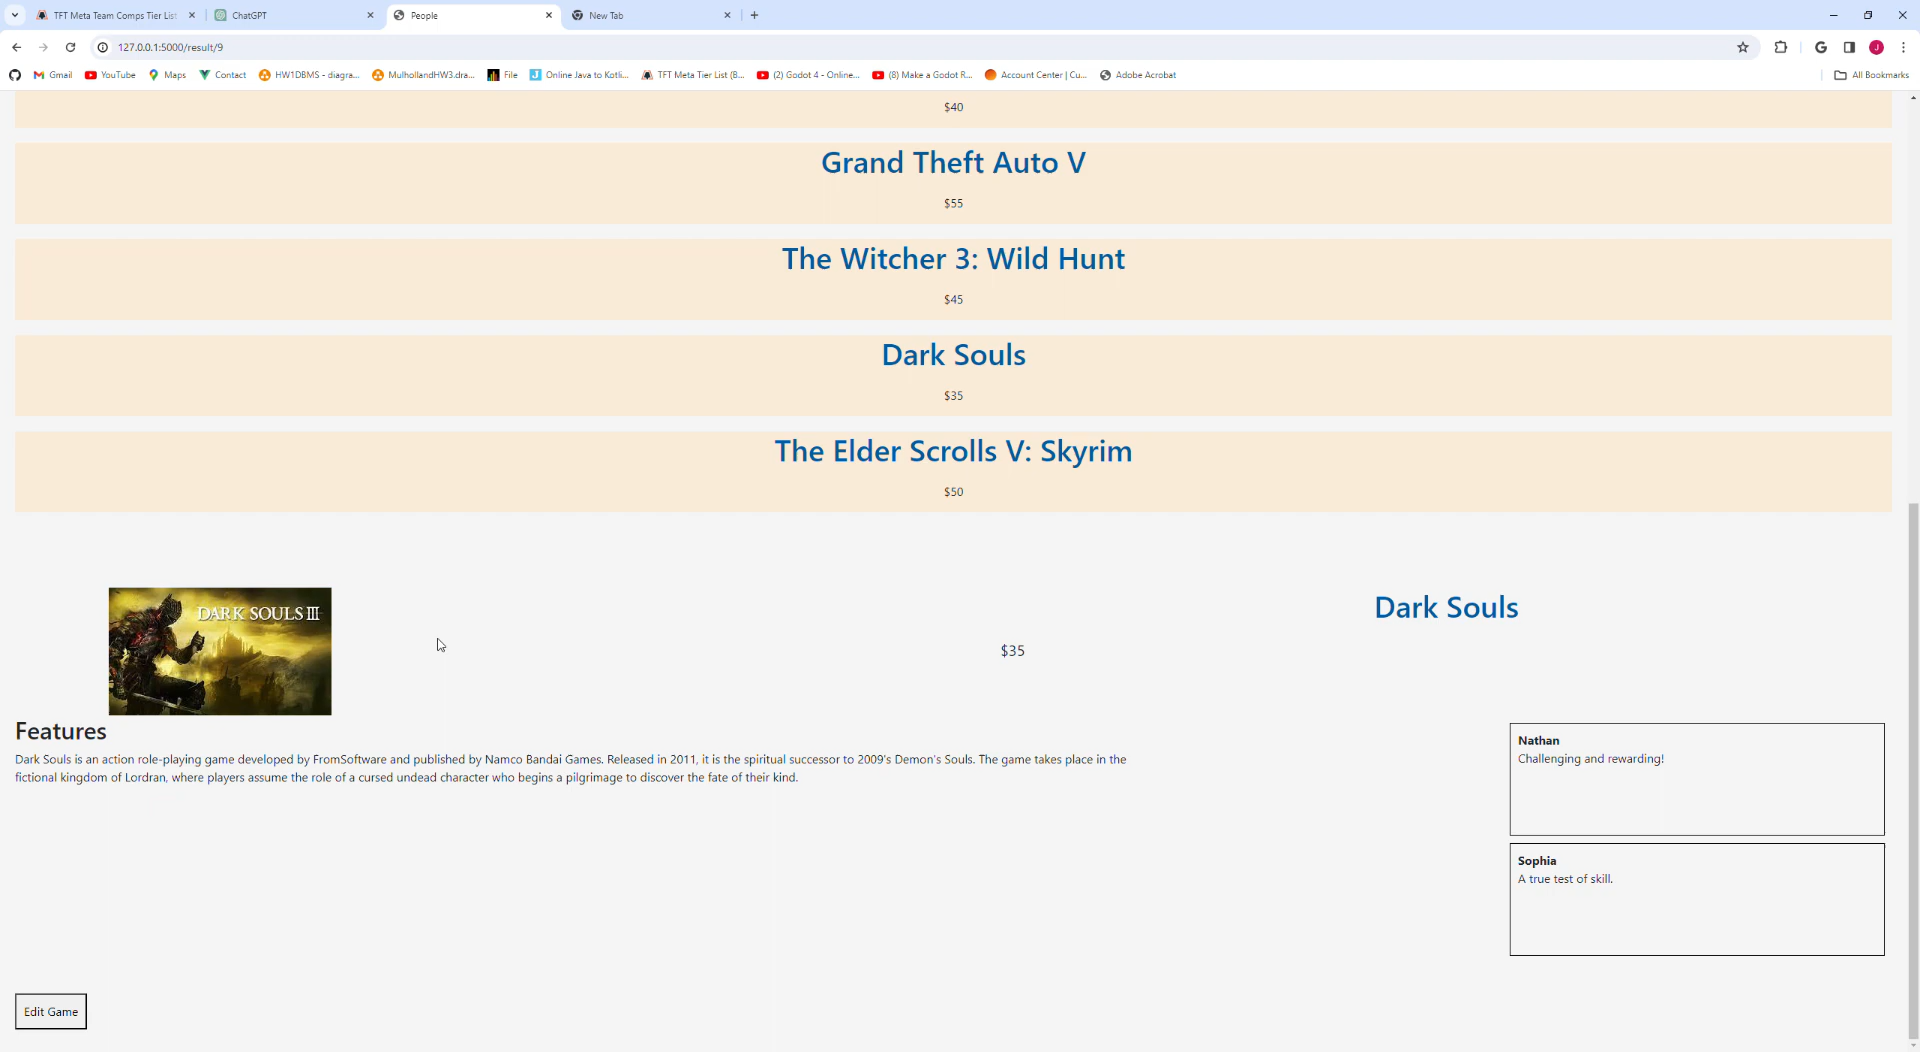 TFT Meta Team Comps Tier List
ChatGPT
People
New Tab
127.0.0.1:5000/result/9
J
Gmail
YouTube
Maps
Contact
HW1DBMS - diagra...
MulhollandHW3.dra...
File
Online Java to Kotli...
TFT Meta Tier List (B...
(2) Godot 4 - Online...
(8) Make a Godot R...
Account Center | Cu...
Adobe Acrobat
All Bookmarks
$40
Grand Theft Auto V
$55
The Witcher 3: Wild Hunt
$45
Dark Souls
$35
The Elder Scrolls V: Skyrim
$50
DARK SOULS III
$35
Dark Souls
Features
Dark Souls is an action role-playing game developed by FromSoftware and published by Namco Bandai Games. Released in 2011, it is the spiritual successor to 2009's Demon's Souls. The game takes place in the
fictional kingdom of Lordran, where players assume the role of a cursed undead character who begins a pilgrimage to discover the fate of their kind.
Nathan
Challenging and rewarding!
Sophia
A true test of skill.
Edit Game